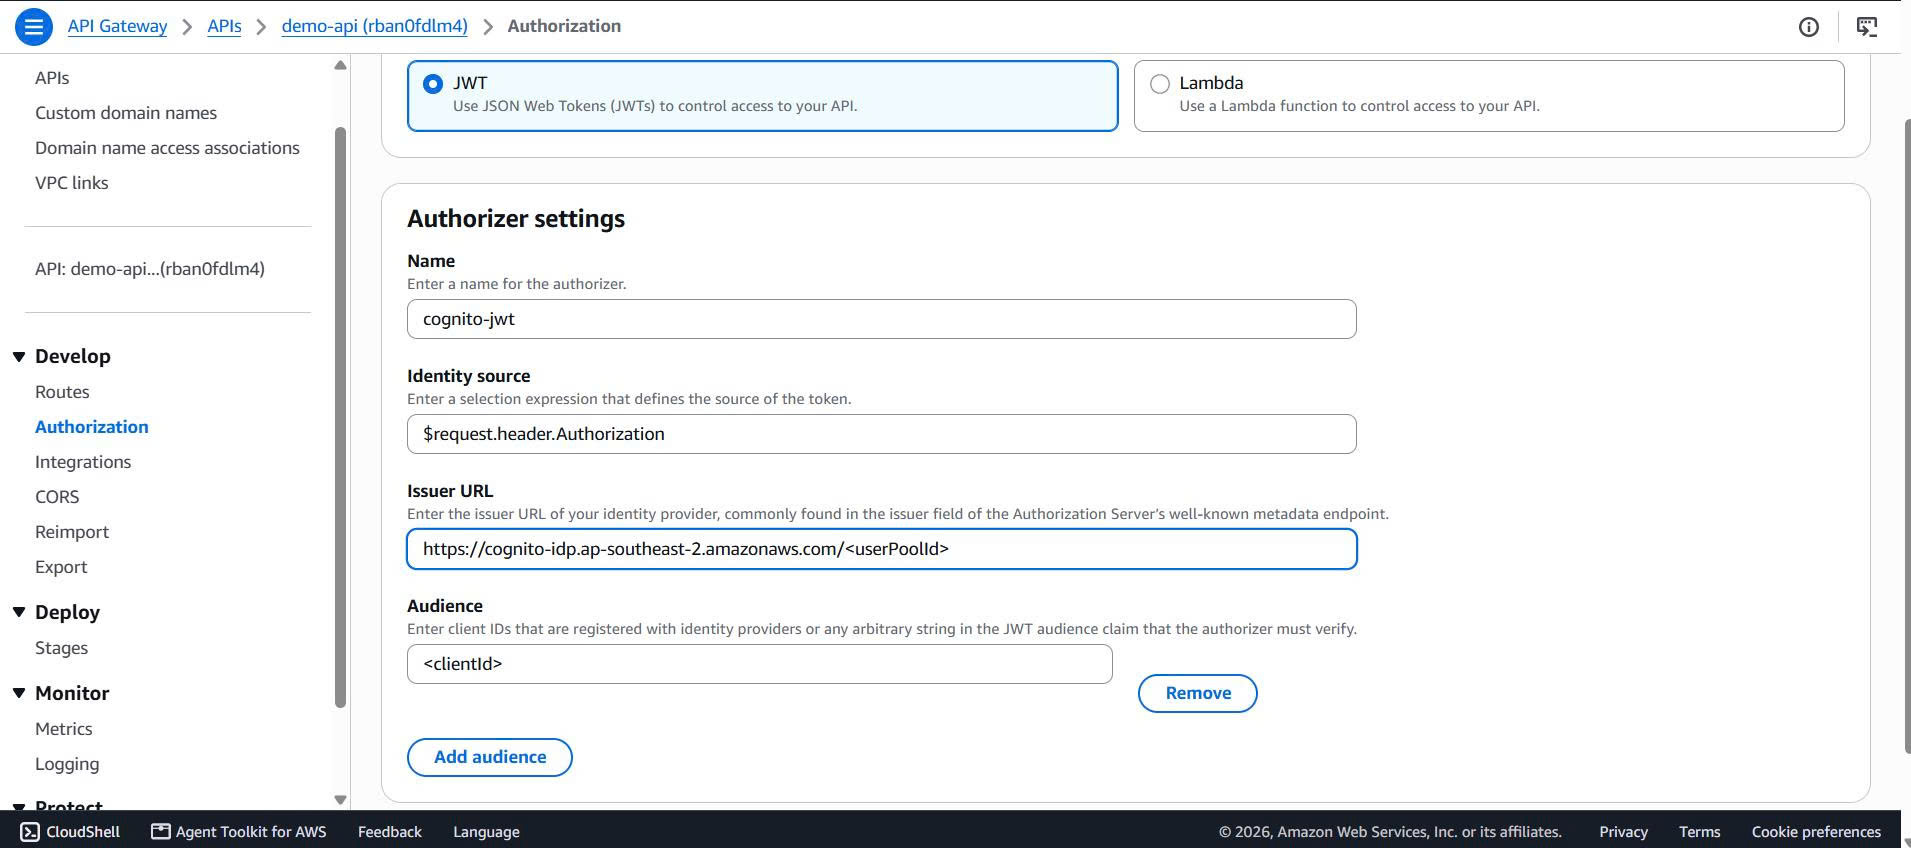 API Gateway > APIs > demo-api (rban0fdlm4) > Authorization
APIs
Custom domain names
Domain name access associations
VPC links
API: demo-api...(rban0fdlm4)
Develop
Routes
Authorization
Integrations
CORS
Reimport
Export
Deploy
Stages
Monitor
Metrics
Logging
Protect
JWT
Use JSON Web Tokens (JWTs) to control access to your API.
Lambda
Use a Lambda function to control access to your API.
Authorizer settings
Name
Enter a name for the authorizer.
cognito-jwt
Identity source
Enter a selection expression that defines the source of the token.
$request.header.Authorization
Issuer URL
Enter the issuer URL of your identity provider, commonly found in the issuer field of the Authorization Server's well-known metadata endpoint.
https://cognito-idp.ap-southeast-2.amazonaws.com/<userPoolId>
Audience
Enter client IDs that are registered with identity providers or any arbitrary string in the JWT audience claim that the authorizer must verify.
<clientId>
Remove
Add audience
CloudShell Agent Toolkit for AWS Feedback Language © 2026, Amazon Web Services, Inc. or its affiliates. Privacy Terms Cookie preferences